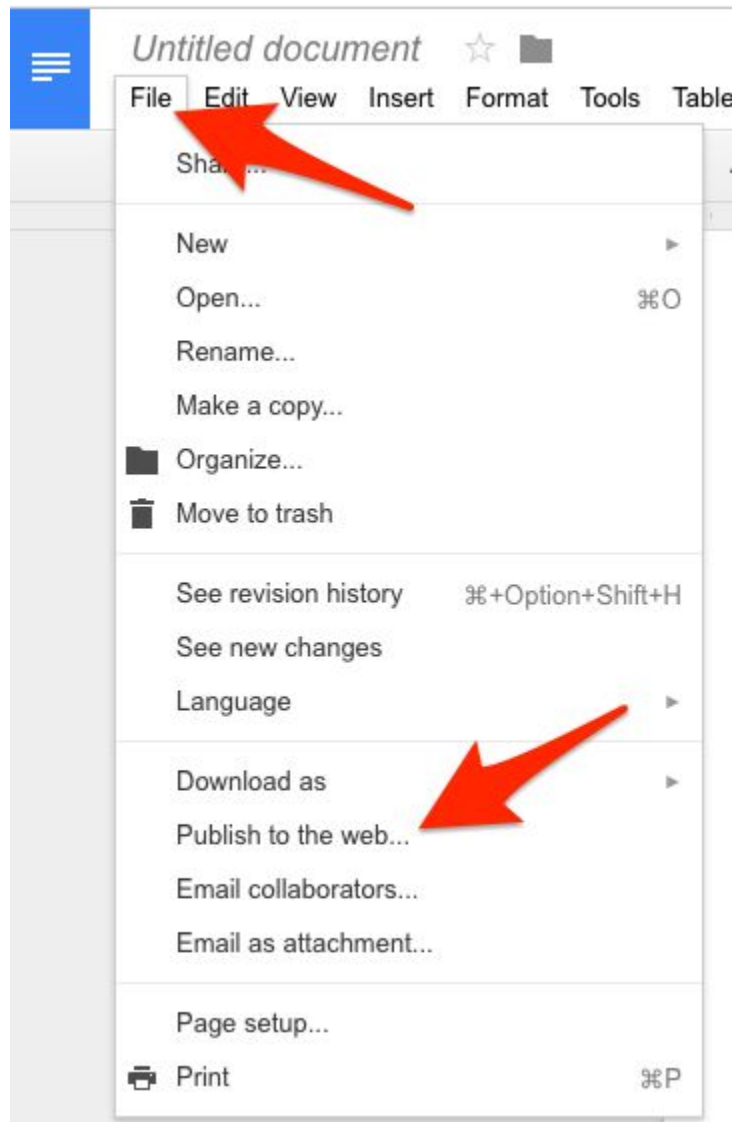 Untitled document
File Edit View Insert Format Tools Table
Share...
New
Open... ⌘O
Rename...
Make a copy...
Organize...
Move to trash
See revision history ⌘+Option+Shift+H
See new changes
Language
Download as
Publish to the web...
Email collaborators...
Email as attachment...
Page setup...
Print ⌘P